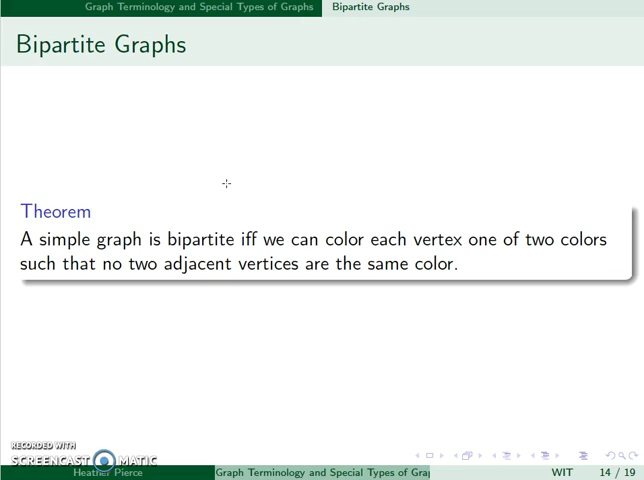 Graph Terminology and Special Types of Graphs Bipartite Graphs
Bipartite Graphs
Theorem
A simple graph is bipartite iff we can color each vertex one of two colors
such that no two adjacent vertices are the same color.
RECORDED WITH
SCREENCAST MATIC
Heather Pierce Graph Terminology and Special Types of Grap WIT 14 / 19